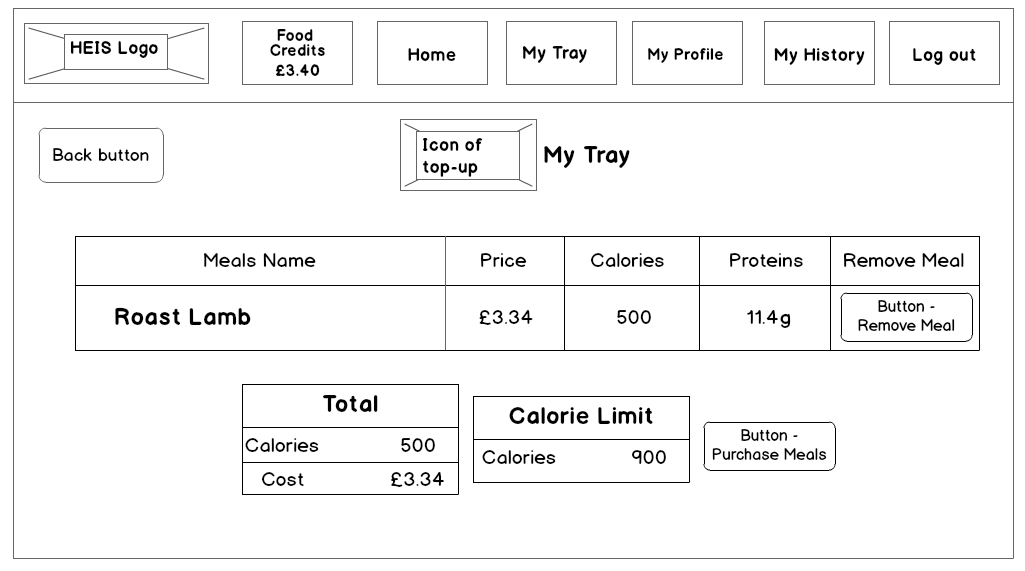 HEIS Logo
Food
Credits
£3.40
Home
My Tray
My Profile
My History
Log out
Back button
Icon of
top-up
My Tray
Meals Name Price Calories Proteins Remove Meal
Roast Lamb £3.34 500 11.4g
Button -
Remove Meal
Total
Calories 500
Cost £3.34
Calorie Limit
Calories 900
Button -
Purchase Meals